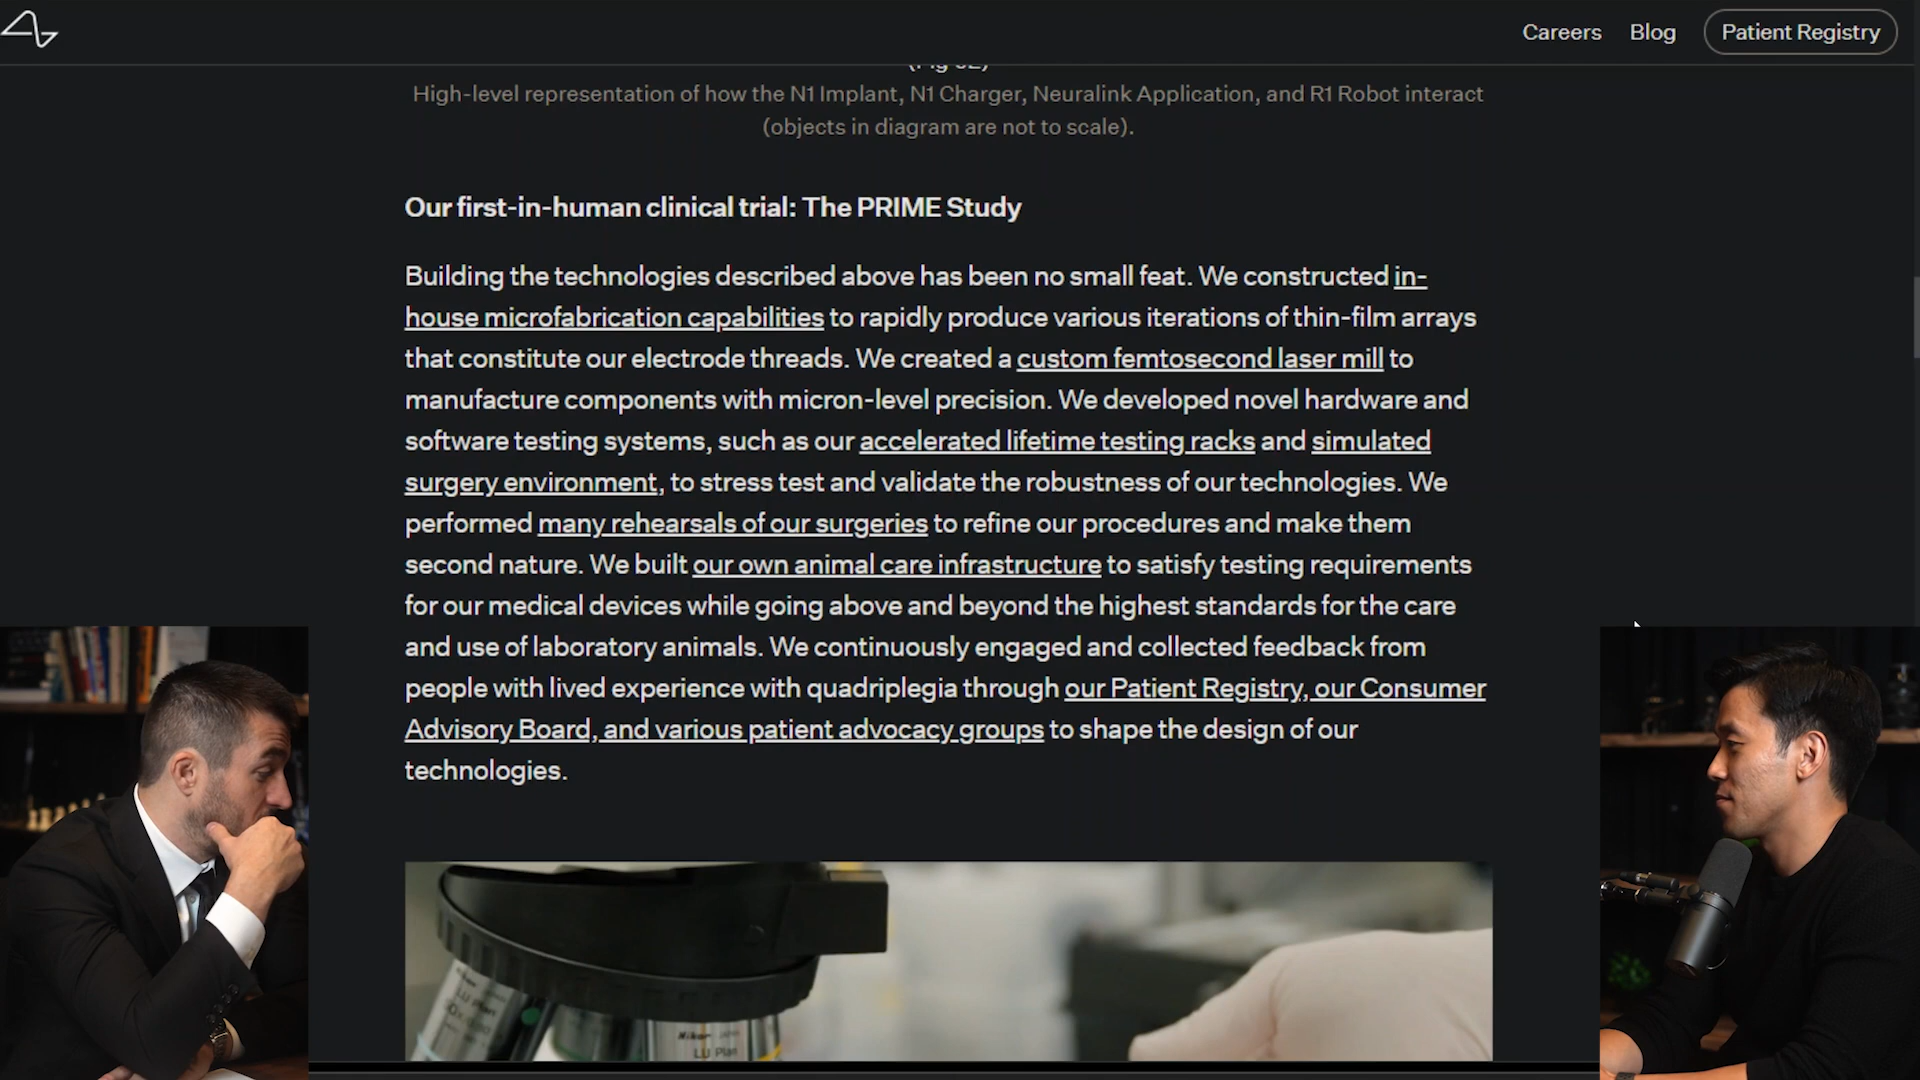 Careers Blog Patient Registry
High-level representation of how the N1 Implant, N1 Charger, Neuralink Application, and R1 Robot interact
(objects in diagram are not to scale).
Our first-in-human clinical trial: The PRIME Study
Building the technologies described above has been no small feat. We constructed in-
house microfabrication capabilities to rapidly produce various iterations of thin-film arrays
that constitute our electrode threads. We created a custom femtosecond laser mill to
manufacture components with micron-level precision. We developed novel hardware and
software testing systems, such as our accelerated lifetime testing racks and simulated
surgery environment, to stress test and validate the robustness of our technologies. We
performed many rehearsals of our surgeries to refine our procedures and make them
second nature. We built our own animal care infrastructure to satisfy testing requirements
for our medical devices while going above and beyond the highest standards for the care
and use of laboratory animals. We continuously engaged and collected feedback from
people with lived experience with quadriplegia through our Patient Registry, our Consumer
Advisory Board, and various patient advocacy groups to shape the design of our
technologies.
LU Plan
Nikon
LU Plan